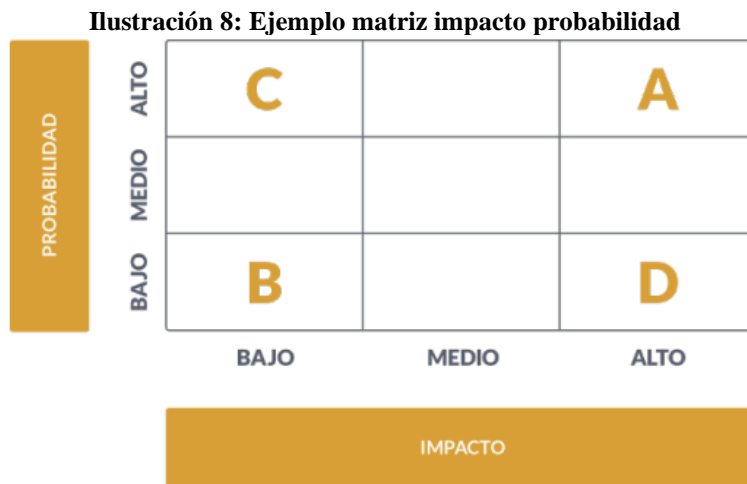 Ilustración 8: Ejemplo matriz impacto probabilidad
PROBABILIDAD
ALTO
C
A
MEDIO
BAJO
B
D
BAJO
MEDIO
ALTO
IMPACTO